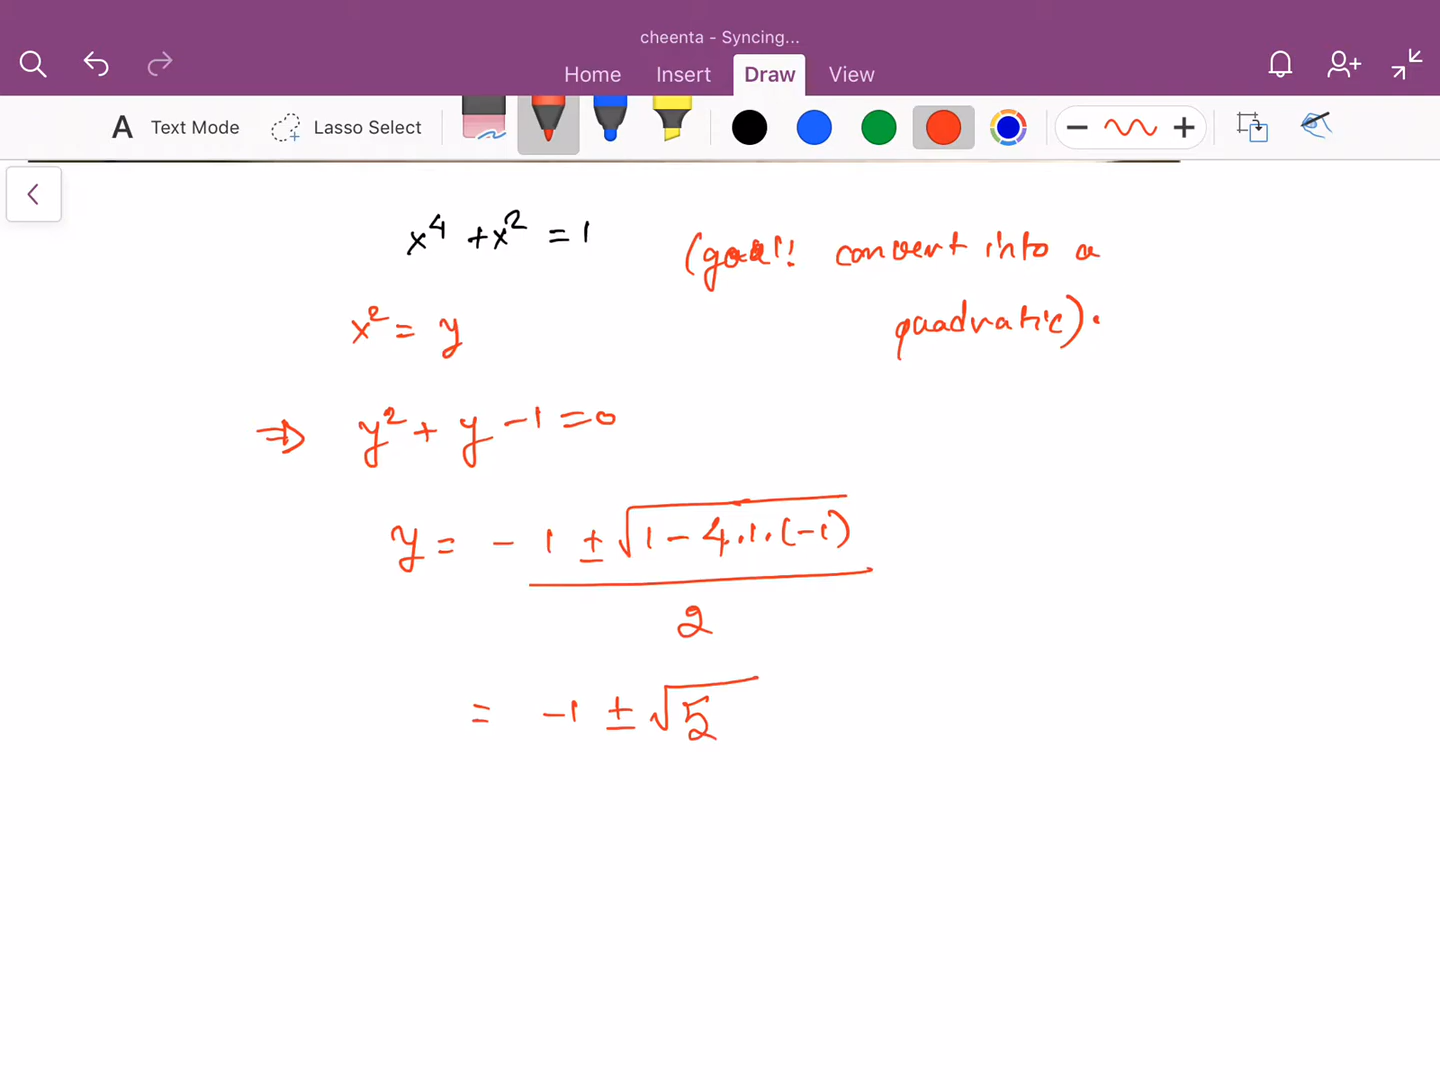 cheenta - Syncing...
Home Insert Draw View
A Text Mode Lasso Select
x⁴ + x² = 1 (goal: convert into a
quadratic).
x² = y
⇒ y² + y - 1 = 0
y = - 1 ± √1 - 4.1.(-1)
2
= -1 ± √5